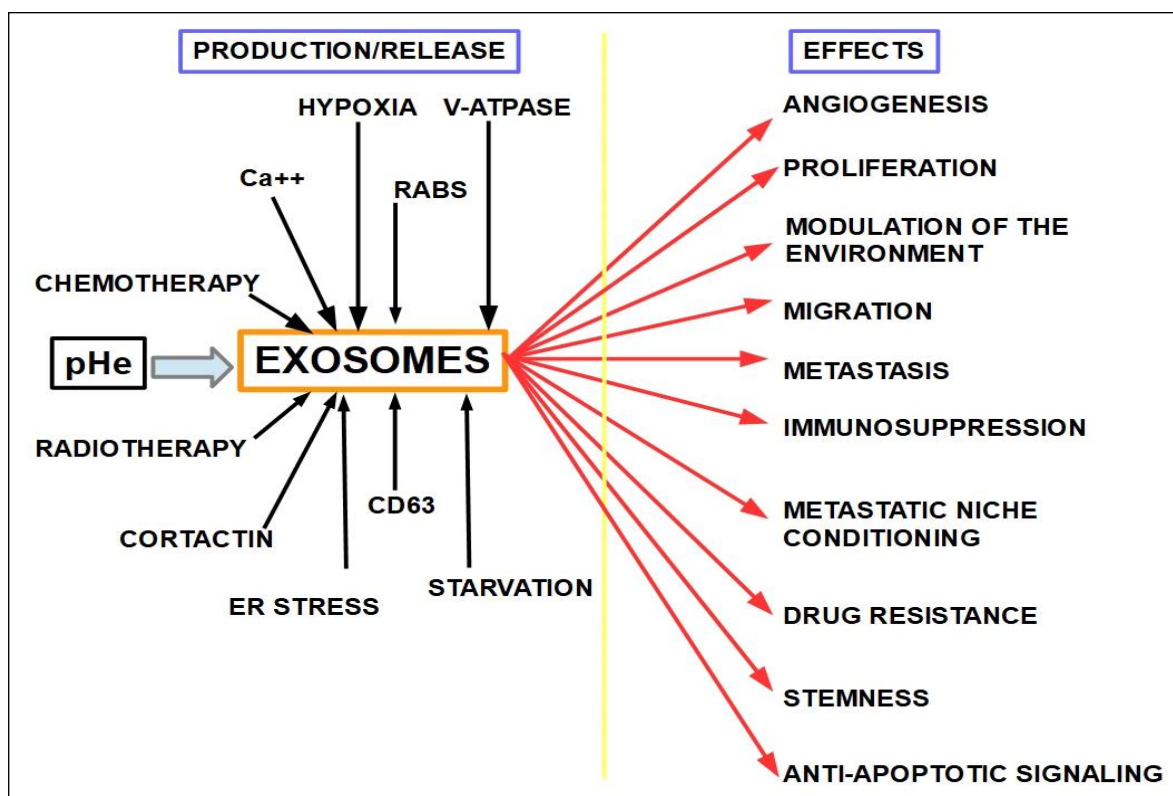 PRODUCTION/RELEASE
HYPOXIA
V-ATPASE
Ca++
RABS
CHEMOTHERAPY
pHe
EXOSOMES
RADIOTHERAPY
CD63
CORTACTIN
STARVATION
ER STRESS
EFFECTS
ANGIOGENESIS
PROLIFERATION
MODULATION OF THE
ENVIRONMENT
MIGRATION
METASTASIS
IMMUNOSUPPRESSION
METASTATIC NICHE
CONDITIONING
DRUG RESISTANCE
STEMNESS
ANTI-APOPTOTIC SIGNALING